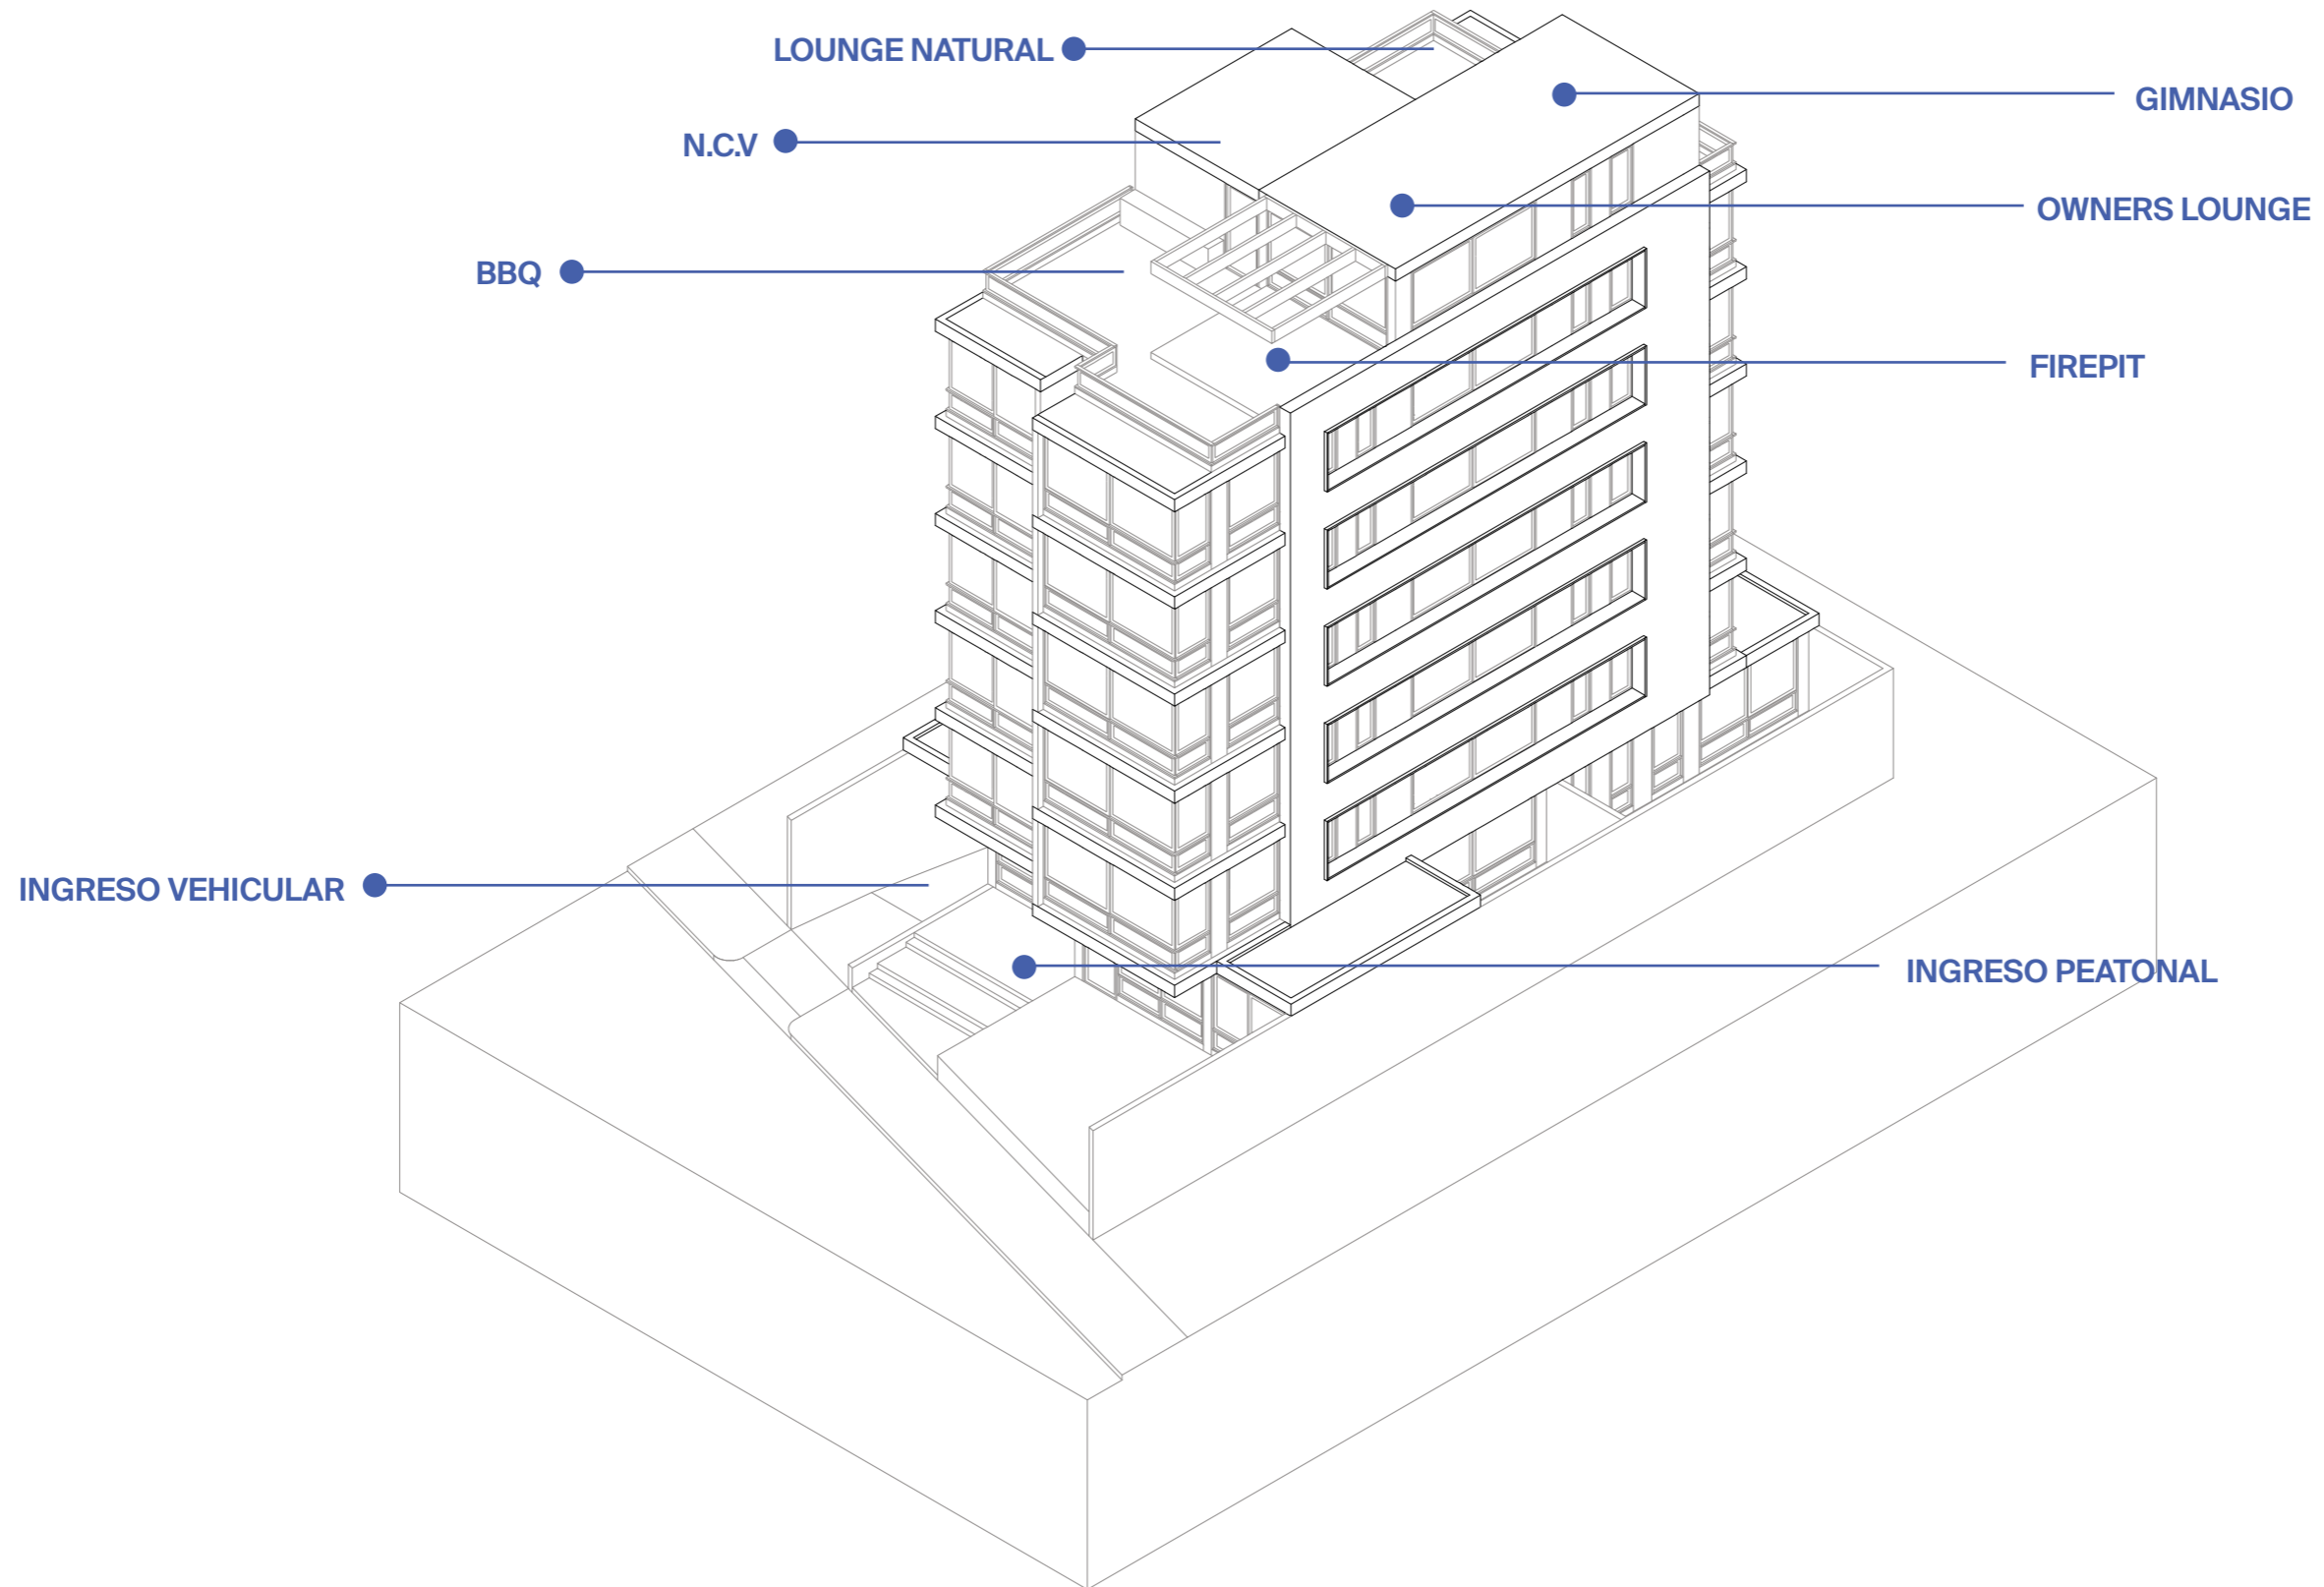 LOUNGE NATURAL
GIMNASIO
N.C.V
OWNERS LOUNGE
BBQ
FIREPIT
INGRESO VEHICULAR
INGRESO PEATONAL